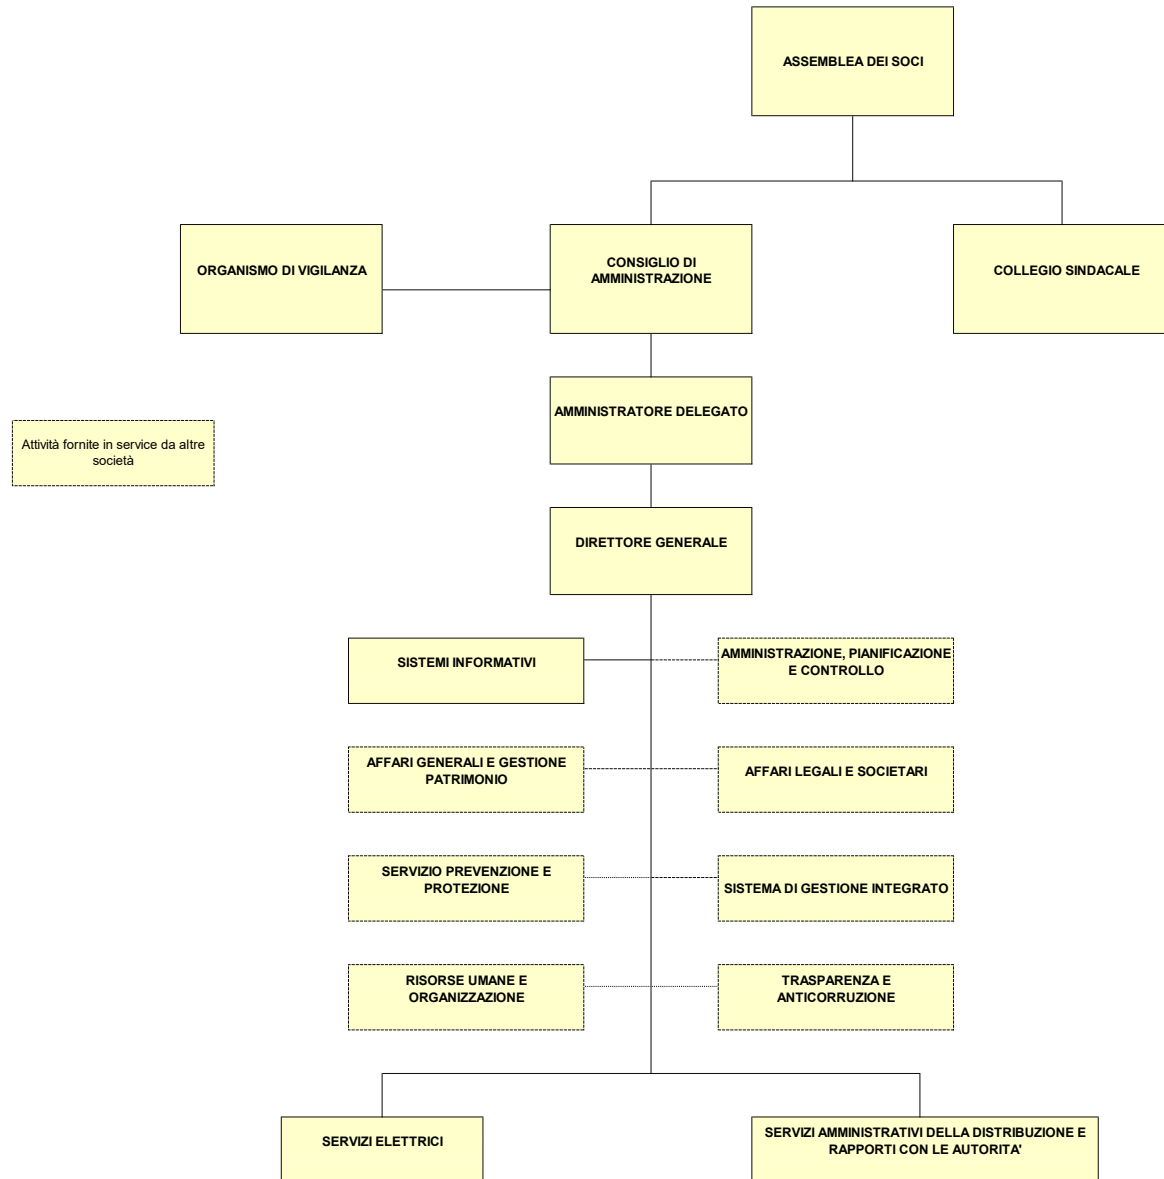 ASSEMBLEA DEI SOCI
ORGANISMO DI VIGILANZA
CONSIGLIO DI
AMMINISTRAZIONE
COLLEGIO SINDACALE
AMMINISTRATORE DELEGATO
Attività fornite in service da altre
società
DIRETTORE GENERALE
SISTEMI INFORMATIVI
AMMINISTRAZIONE, PIANIFICAZIONE
E CONTROLLO
AFFARI GENERALI E GESTIONE
PATRIMONIO
AFFARI LEGALI E SOCIETARI
SERVIZIO PREVENZIONE E
PROTEZIONE
SISTEMA DI GESTIONE INTEGRATO
RISORSE UMANE E
ORGANIZZAZIONE
TRASPARENZA E
ANTICORRUZIONE
SERVIZI ELETTRICI
SERVIZI AMMINISTRATIVI DELLA DISTRIBUZIONE E
RAPPORTI CON LE AUTORITA'